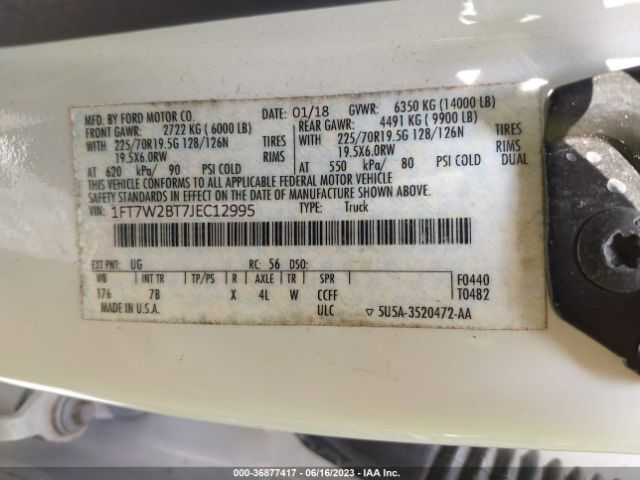 MFD. BY FORD MOTOR CO. DATE: 01/18 GVWR: 6350 KG (14000 LB)
FRONT GAWR: 2722 KG (6000 LB) REAR GAWR: 4491 KG (9900 LB)
WITH 225/70R19.5G 128/126N TIRES WITH 225/70R19.5G 128/126N TIRES
19.5X6.0RW RIMS 19.5X6.0RW RIMS
AT 620 kPa/ 90 PSI COLD AT 550 kPa/ 80 PSI COLD DUAL
THIS VEHICLE CONFORMS TO ALL APPLICABLE FEDERAL MOTOR VEHICLE
SAFETY STANDARDS IN EFFECT ON THE DATE OF MANUFACTURE SHOWN ABOVE.
VIN: 1FT7W2BT7JEC12995 TYPE: Truck
EXT PNT: UG RC: 56 DSO:
WB INT TR TP/PS R AXLE TR SPR F0440
176 7B X 4L W CCFF T0482
MADE IN U.S.A. ULC ▽ 5U5A-3520472-AA
000-36877417 - 06/16/2023 - IAA Inc.